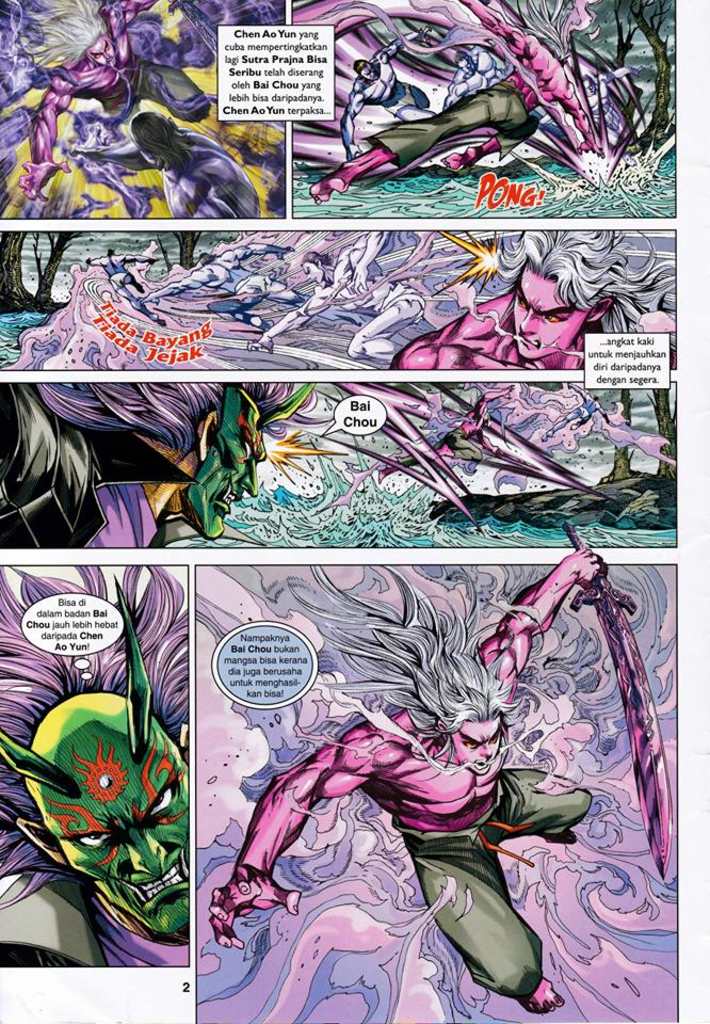 Chen Ao Yun yang
cuba mempertingkatkan
lagi Sutra Prajna Bisa
Seribu telah diserang
oleh Bai Chou yang
lebih bisa daripadanya.
Chen Ao Yun terpaksa...
PONG!
Tiada Bayang
Tiada Jejak
...angkat kaki
untuk menjauhkan
diri daripadanya
dengan segera.
Bai
Chou
Bisa di
dalam badan Bai
Chou jauh lebih hebat
daripada Chen
Ao Yun!
Nampaknya
Bai Chou bukan
mangsa bisa kerana
dia juga berusaha
untuk menghasil-
kan bisa!
2